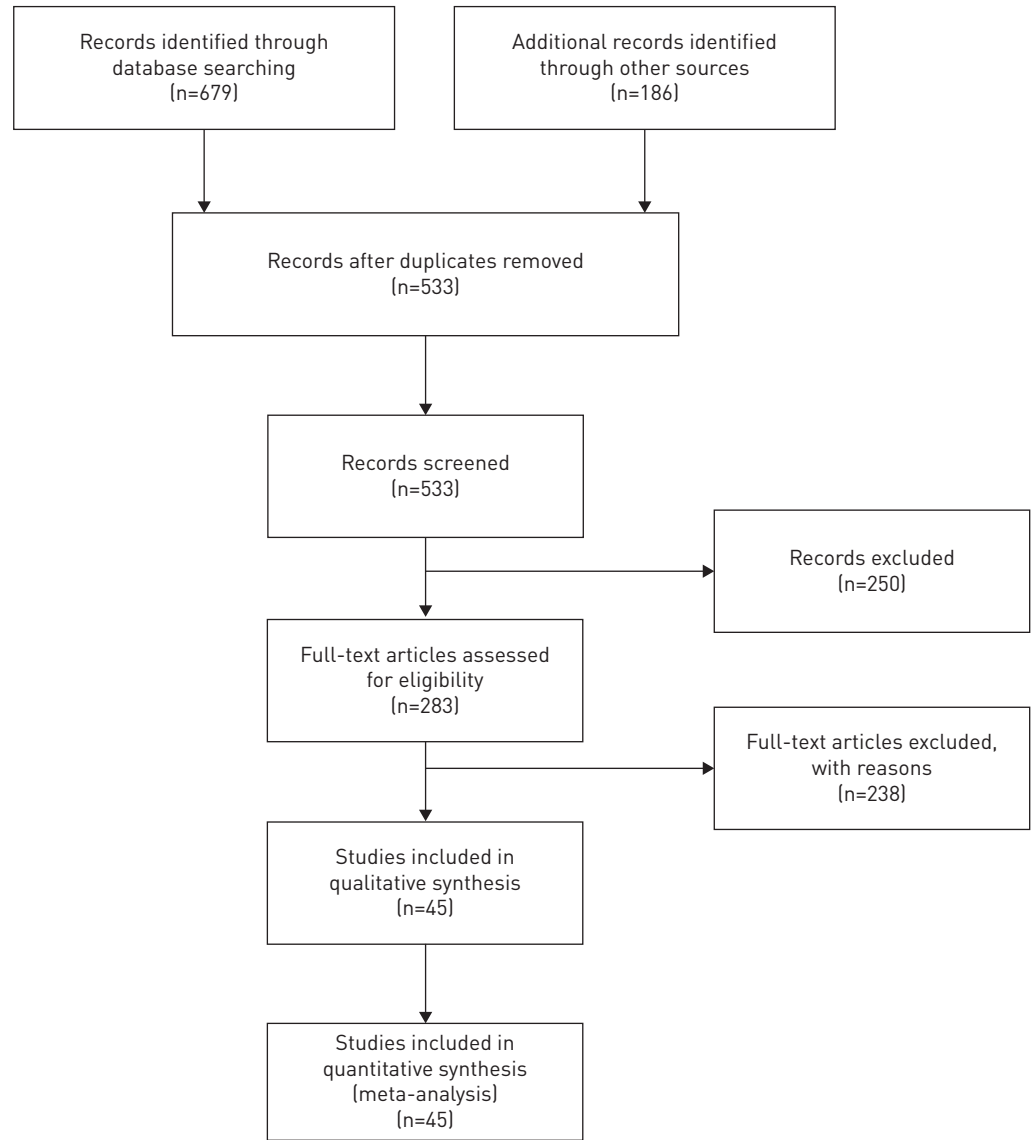 Records identified through
database searching
(n=679)
Additional records identified
through other sources
(n=186)
Records after duplicates removed
(n=533)
Records screened
(n=533)
Records excluded
(n=250)
Full-text articles assessed
for eligibility
(n=283)
Full-text articles excluded,
with reasons
(n=238)
Studies included in
qualitative synthesis
(n=45)
Studies included in
quantitative synthesis
(meta-analysis)
(n=45)